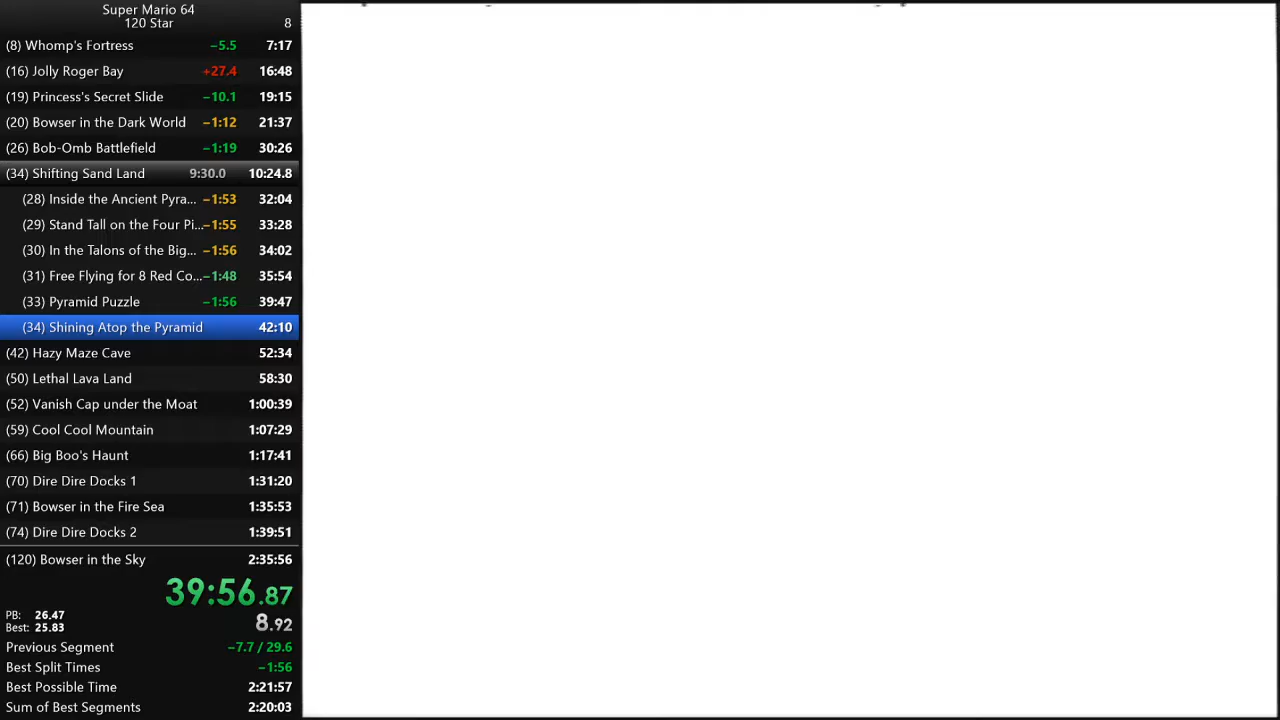 Super Mario 64
120 Star 8
(8) Whomp's Fortress −5.5 7:17
(16) Jolly Roger Bay +27.4 16:48
(19) Princess's Secret Slide −10.1 19:15
(20) Bowser in the Dark World −1:12 21:37
(26) Bob-Omb Battlefield −1:19 30:26
(34) Shifting Sand Land 9:30.0 10:24.8
(28) Inside the Ancient Pyra... −1:53 32:04
(29) Stand Tall on the Four Pi... −1:55 33:28
(30) In the Talons of the Big... −1:56 34:02
(31) Free Flying for 8 Red Co... −1:48 35:54
(33) Pyramid Puzzle −1:56 39:47
(34) Shining Atop the Pyramid 42:10
(42) Hazy Maze Cave 52:34
(50) Lethal Lava Land 58:30
(52) Vanish Cap under the Moat 1:00:39
(59) Cool Cool Mountain 1:07:29
(66) Big Boo's Haunt 1:17:41
(70) Dire Dire Docks 1 1:31:20
(71) Bowser in the Fire Sea 1:35:53
(74) Dire Dire Docks 2 1:39:51
(120) Bowser in the Sky 2:35:56
39:56.87
PB: 26.47
Best: 25.83 8.92
Previous Segment −7.7 / 29.6
Best Split Times −1:56
Best Possible Time 2:21:57
Sum of Best Segments 2:20:03